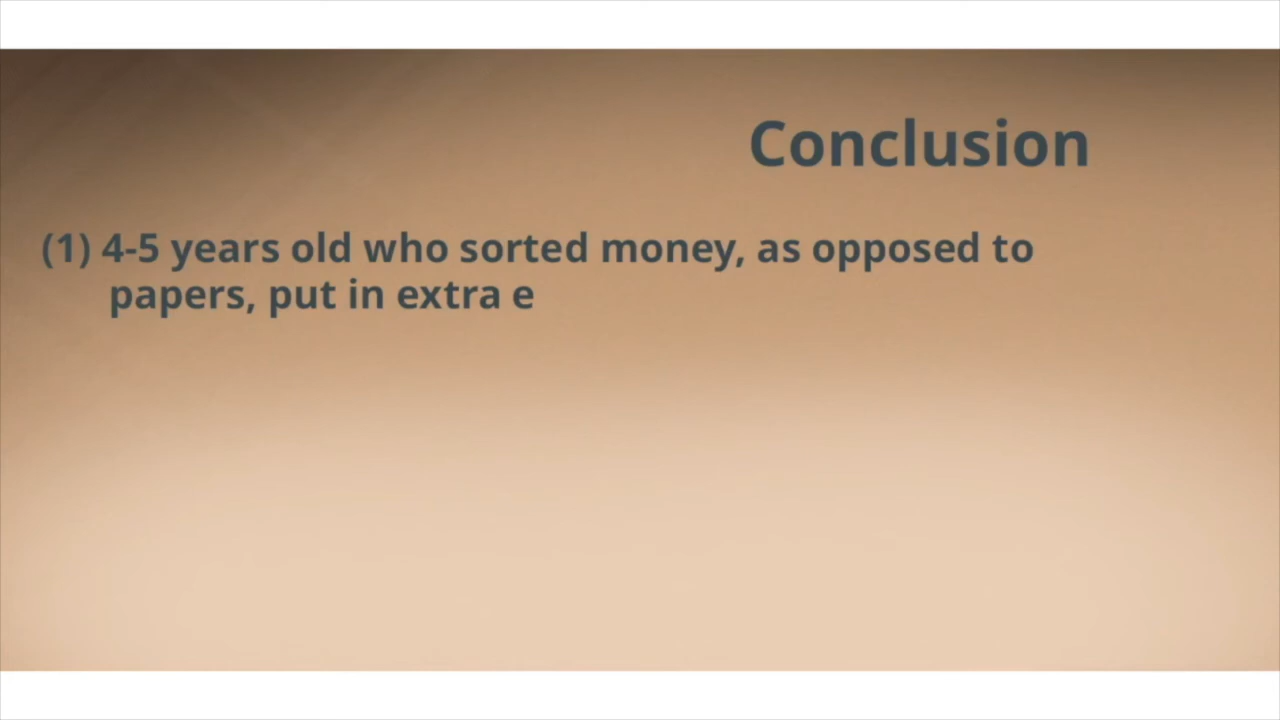 Conclusion
(1) 4-5 years old who sorted money, as opposed to
papers, put in extra e